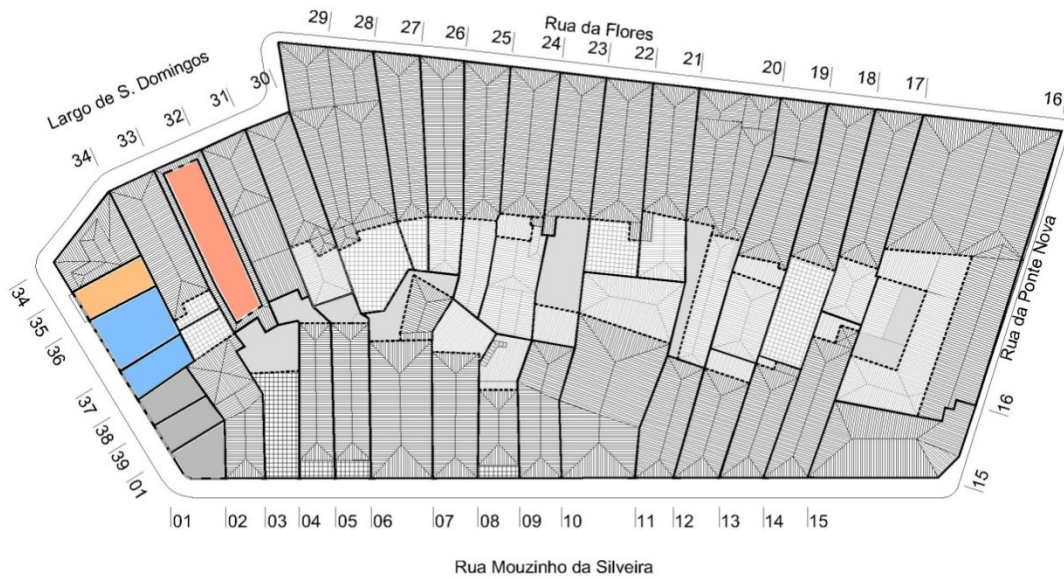 Rua da Flores
29 28 27 26 25 24 23 22 21 20 19 18 17 16
Largo de S. Domingos
34 33 32 31 30
Rua da Ponte Nova
34 35 36 37 38 39 01
16
15
01 02 03 04 05 06 07 08 09 10 11 12 13 14 15
Rua Mouzinho da Silveira